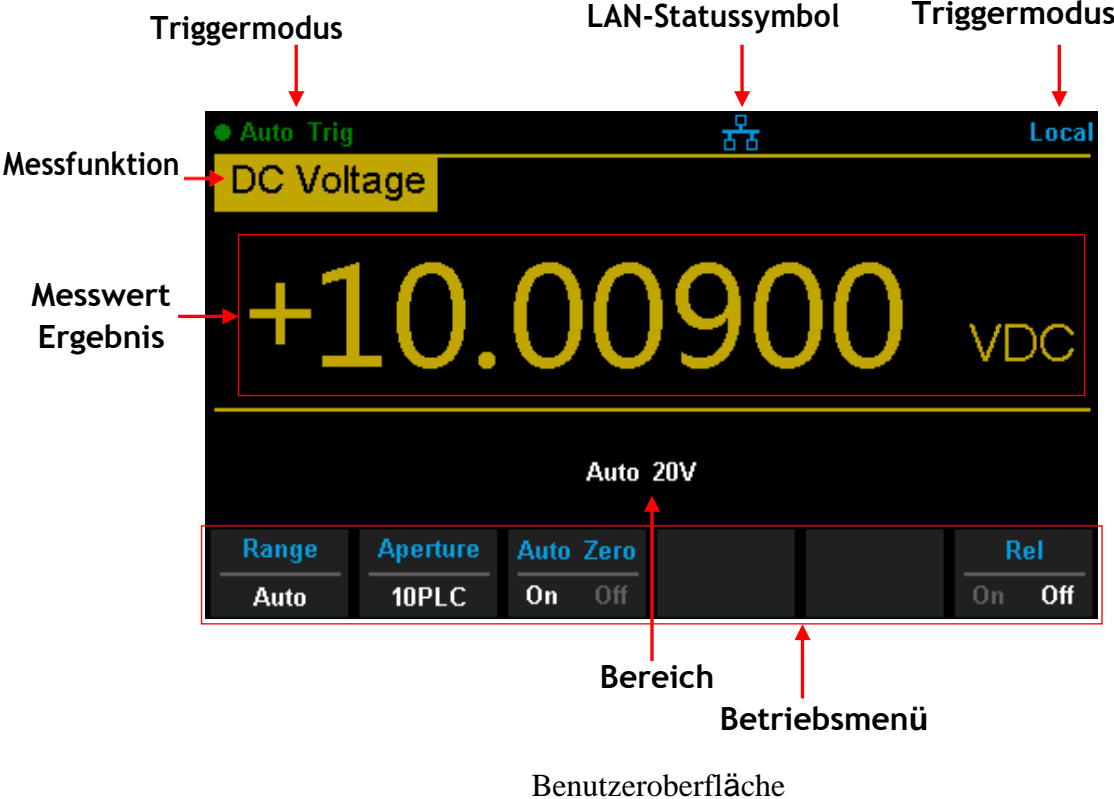 Triggermodus
LAN-Statussymbol
Triggermodus
Auto Trig
Local
Messfunktion
DC Voltage
Messwert
Ergebnis
+10.00900 VDC
Auto 20V
Range
Aperture
Auto Zero
Rel
Auto
10PLC
On Off
On Off
Bereich
Betriebsmenü
Benutzeroberfläche